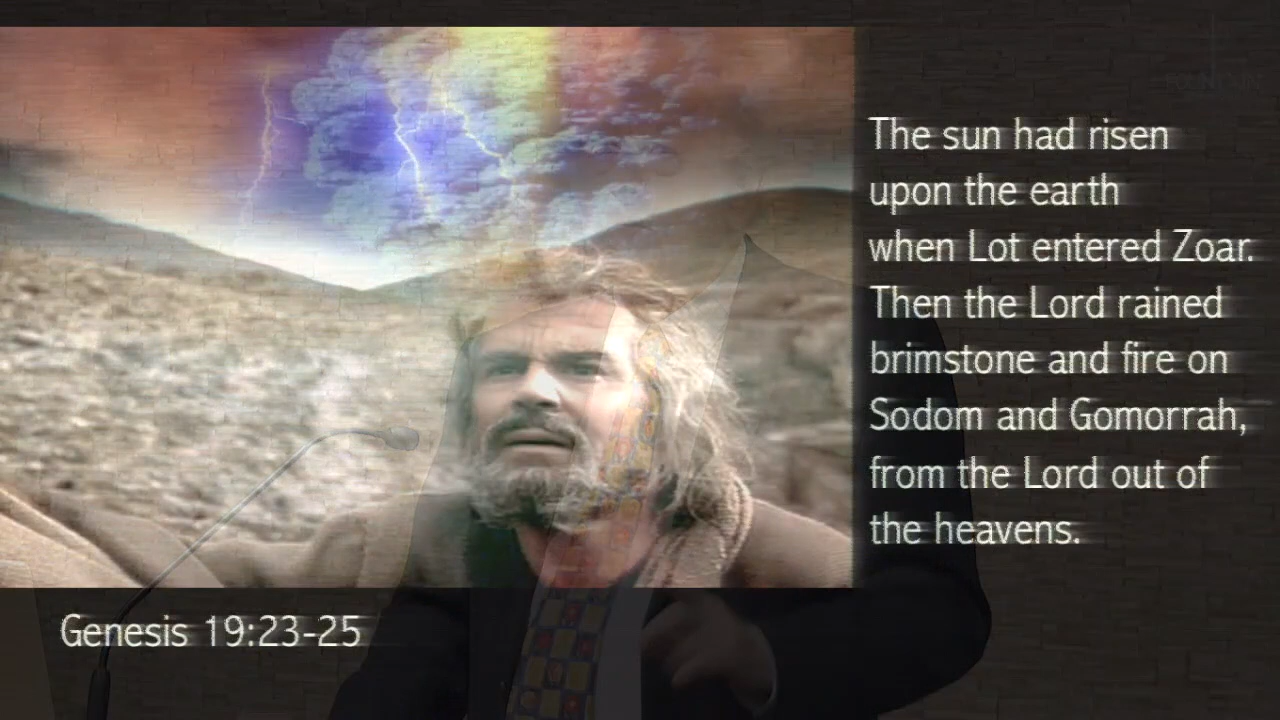 The sun had risen
upon the earth
when Lot entered Zoar.
Then the Lord rained
brimstone and fire on
Sodom and Gomorrah,
from the Lord out of
the heavens.
Genesis 19:23-25